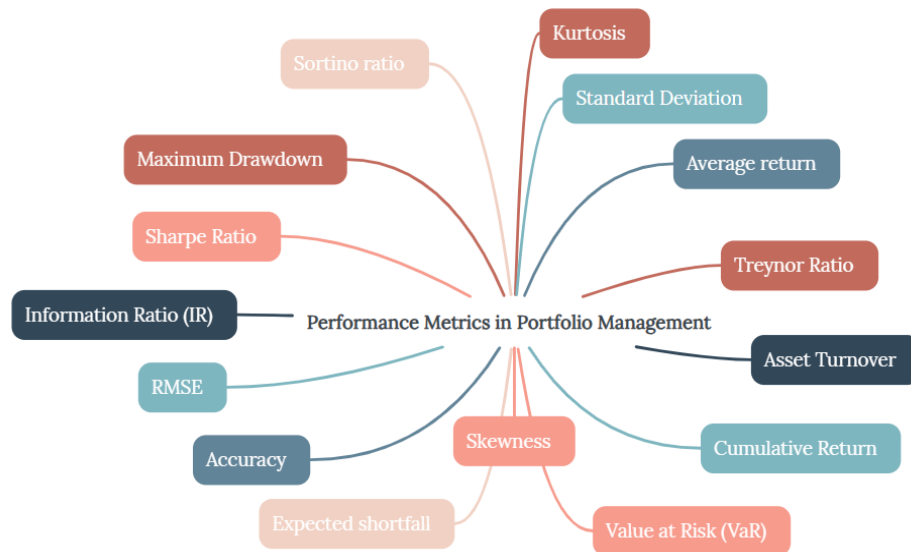 Kurtosis
Sortino ratio
Standard Deviation
Maximum Drawdown
Average return
Sharpe Ratio
Treynor Ratio
Information Ratio (IR)
Performance Metrics in Portfolio Management
Asset Turnover
RMSE
Skewness
Cumulative Return
Accuracy
Expected shortfall
Value at Risk (VaR)